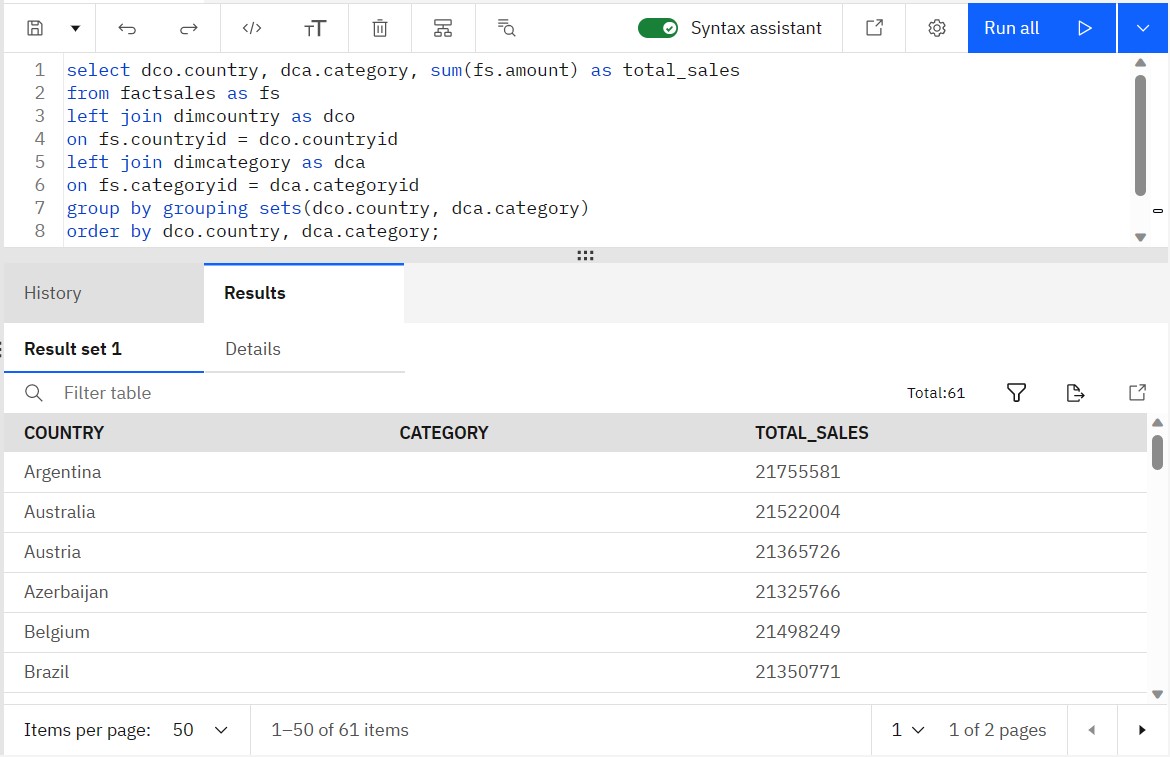 </> TT Syntax assistant Run all
1 select dco.country, dca.category, sum(fs.amount) as total_sales
2 from factsales as fs
3 left join dimcountry as dco
4 on fs.countryid = dco.countryid
5 left join dimcategory as dca
6 on fs.categoryid = dca.categoryid
7 group by grouping sets(dco.country, dca.category)
8 order by dco.country, dca.category;
History Results
Result set 1 Details
Filter table Total:61
COUNTRY CATEGORY TOTAL_SALES
Argentina 21755581
Australia 21522004
Austria 21365726
Azerbaijan 21325766
Belgium 21498249
Brazil 21350771
Items per page: 50 1–50 of 61 items 1 1 of 2 pages